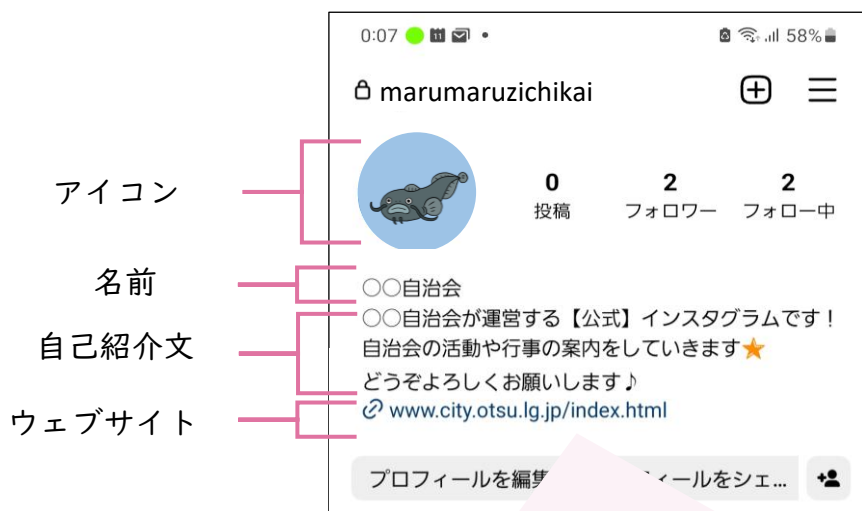 0:07 58%
marumaruzichikai
アイコン
0 2 2
投稿 フォロワー フォロー中
名前
○○自治会
自己紹介文
○○自治会が運営する【公式】インスタグラムです！
自治会の活動や行事の案内をしていきます
どうぞよろしくお願いします♪
ウェブサイト
www.city.otsu.lg.jp/index.html
プロフィールを編集 ィールをシェ...